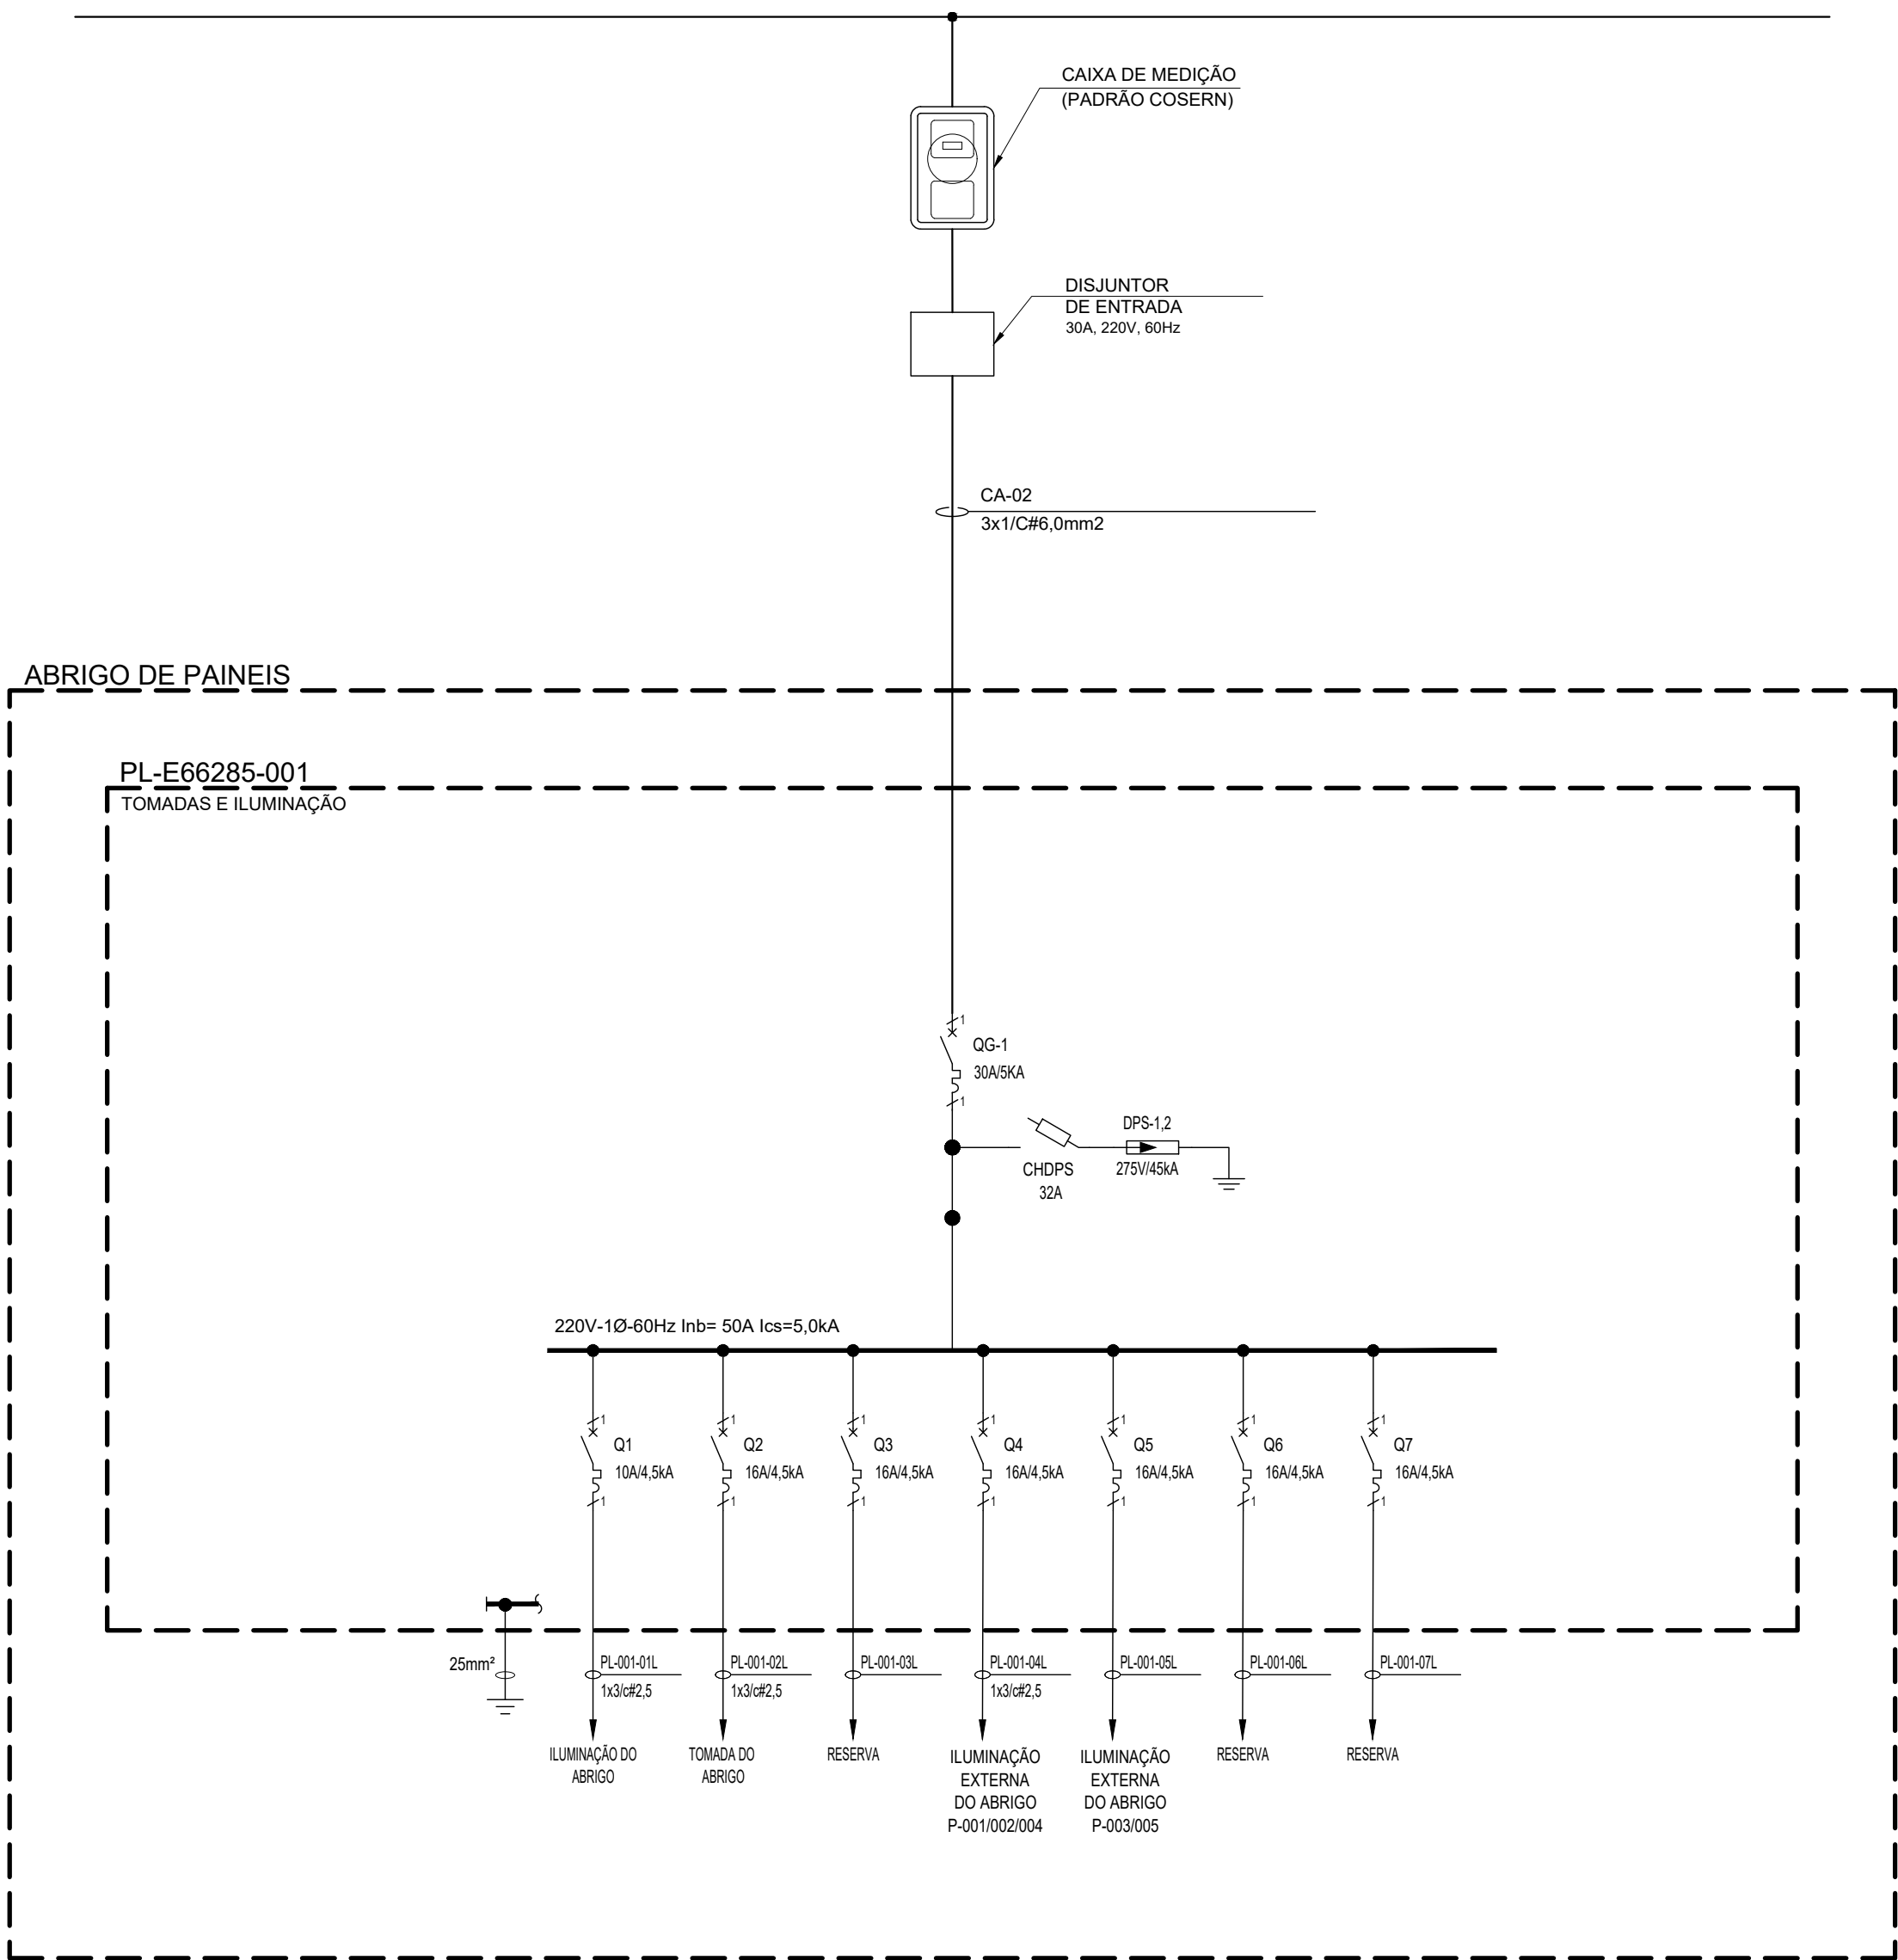 CAIXA DE MEDIÇÃO
(PADRÃO COSERN)
DISJUNTOR
DE ENTRADA
30A, 220V, 60Hz
CA-02
3x1/C#6,0mm2
ABRIGO DE PAINEIS
PL-E66285-001
TOMADAS E ILUMINAÇÃO
1
QG-1
30A/5KA
1
DPS-1,2
CHDPS
32A
275V/45kA
220V-1Ø-60Hz Inb= 50A Ics=5,0kA
1 1 1 1 1 1 1
Q1 Q2 Q3 Q4 Q5 Q6 Q7
10A/4,5kA 16A/4,5kA 16A/4,5kA 16A/4,5kA 16A/4,5kA 16A/4,5kA 16A/4,5kA
1 1 1 1 1 1 1
25mm²
PL-001-01L PL-001-02L PL-001-03L PL-001-04L PL-001-05L PL-001-06L PL-001-07L
1x3/c#2,5 1x3/c#2,5 1x3/c#2,5
ILUMINAÇÃO DO
ABRIGO
TOMADA DO
ABRIGO
RESERVA
ILUMINAÇÃO
EXTERNA
DO ABRIGO
P-001/002/004
ILUMINAÇÃO
EXTERNA
DO ABRIGO
P-003/005
RESERVA
RESERVA